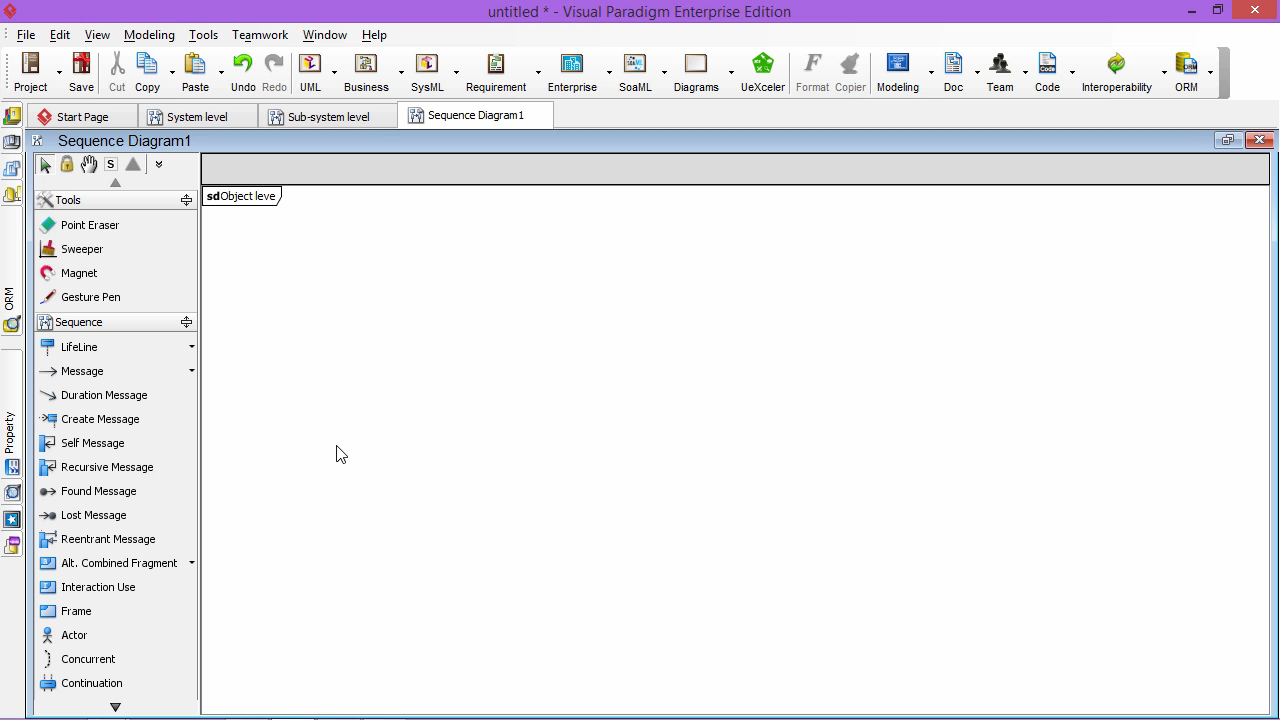 untitled * - Visual Paradigm Enterprise Edition
File Edit View Modeling Tools Teamwork Window Help
Project Save Cut Copy Paste Undo Redo UML Business SysML Requirement Enterprise SoaML Diagrams UeXceler Format Copier Modeling Doc Team Code Interoperability ORM
Start Page System level Sub-system level Sequence Diagram1
Sequence Diagram1
S
sdObject leve
Tools
Point Eraser
Sweeper
Magnet
Gesture Pen
ORM
Sequence
LifeLine
Message
Duration Message
Create Message
Property
Self Message
Recursive Message
Found Message
Lost Message
Reentrant Message
Alt. Combined Fragment
Interaction Use
Frame
Actor
Concurrent
Continuation